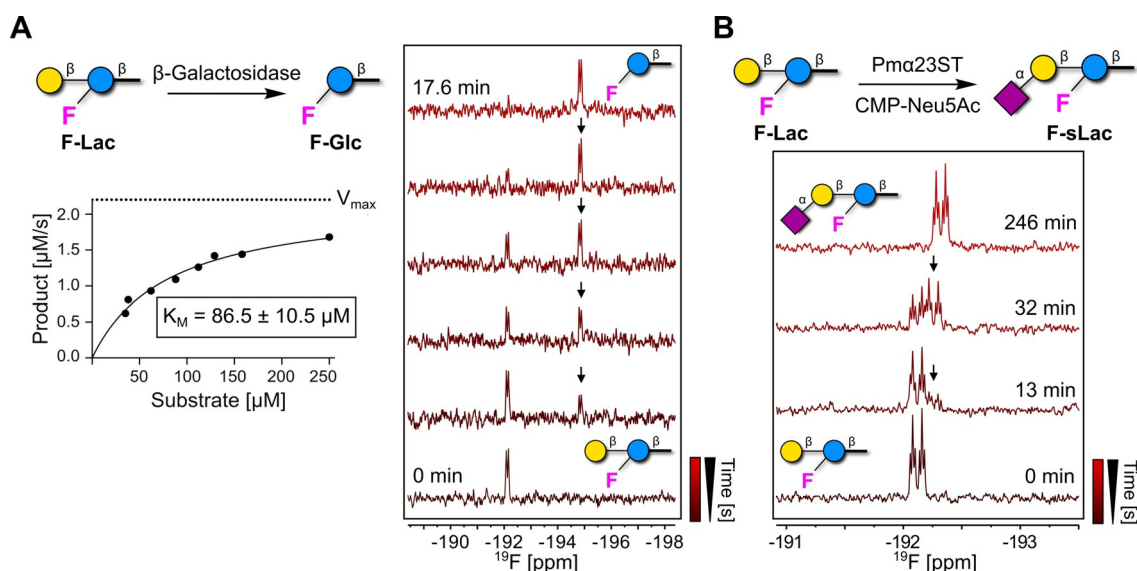 A
β
β
β-Galactosidase
β
F
F
F-Lac
F-Glc
Product [µM/s]
2.0
1.5
1.0
0.5
0.0
Vmax
KM = 86.5 ± 10.5 µM
50
100
150
200
250
Substrate [µM]
17.6 min
β
F
0 min
β
β
F
Time [s]
-190
-192
-194
-196
-198
19F [ppm]
B
β
β
Pmα23ST
CMP-Neu5Ac
α
β
β
F
F
F-Lac
F-sLac
α
β
β
F
246 min
32 min
13 min
0 min
β
β
F
Time [s]
-191
-192
-193
19F [ppm]